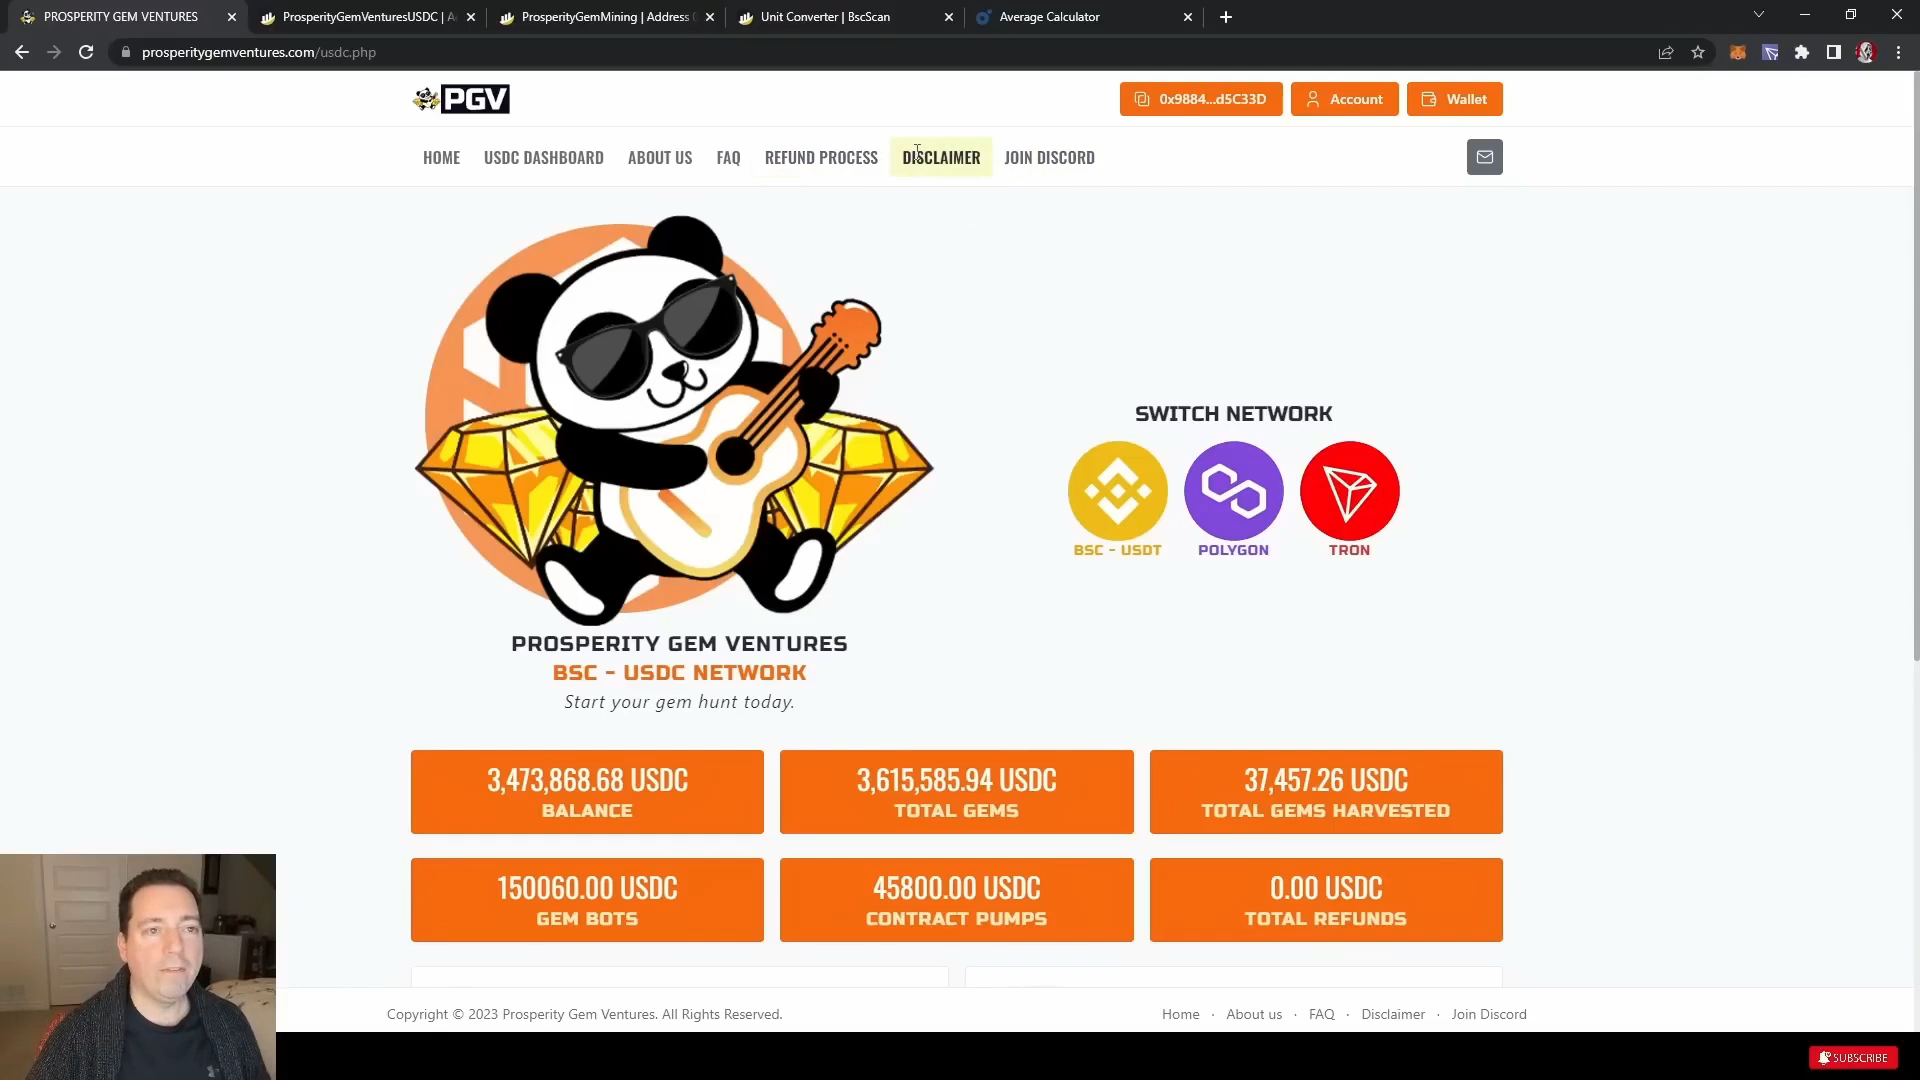 PROSPERITY GEM VENTURES
ProsperityGemVenturesUSDC | A
ProsperityGemMining | Address
Unit Converter | BscScan
Average Calculator
prosperitygemventures.com/usdc.php
PGV
0x9884...d5C33D
Account
Wallet
HOME
USDC DASHBOARD
ABOUT US
FAQ
REFUND PROCESS
DISCLAIMER
JOIN DISCORD
SWITCH NETWORK
BSC - USDT
POLYGON
TRON
PROSPERITY GEM VENTURES
BSC - USDC NETWORK
Start your gem hunt today.
3,473,868.68 USDC
BALANCE
3,615,585.94 USDC
TOTAL GEMS
37,457.26 USDC
TOTAL GEMS HARVESTED
150060.00 USDC
GEM BOTS
45800.00 USDC
CONTRACT PUMPS
0.00 USDC
TOTAL REFUNDS
Copyright © 2023 Prosperity Gem Ventures. All Rights Reserved.
Home · About us · FAQ · Disclaimer · Join Discord
SUBSCRIBE